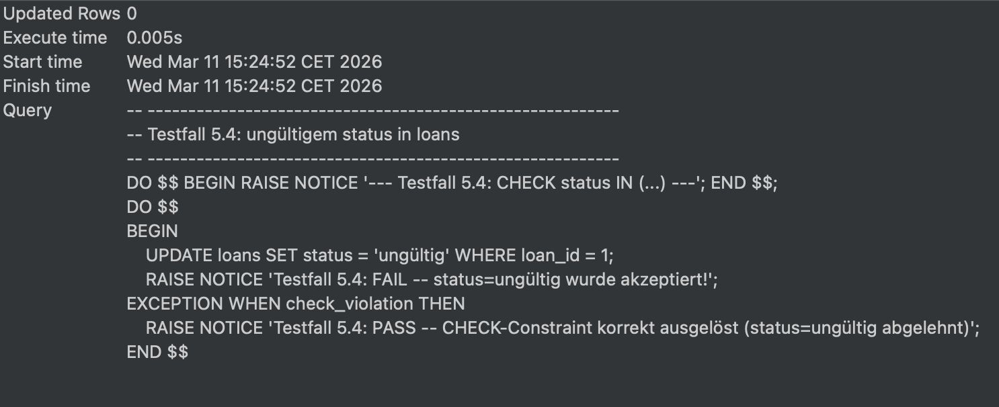 Updated Rows 0
Execute time 0.005s
Start time Wed Mar 11 15:24:52 CET 2026
Finish time Wed Mar 11 15:24:52 CET 2026
Query -- ----------------------------------------------------------
-- Testfall 5.4: ungültigem status in loans
-- ----------------------------------------------------------
DO $$ BEGIN RAISE NOTICE '--- Testfall 5.4: CHECK status IN (...) ---'; END $$;
DO $$
BEGIN
    UPDATE loans SET status = 'ungültig' WHERE loan_id = 1;
    RAISE NOTICE 'Testfall 5.4: FAIL -- status=ungültig wurde akzeptiert!';
EXCEPTION WHEN check_violation THEN
    RAISE NOTICE 'Testfall 5.4: PASS -- CHECK-Constraint korrekt ausgelöst (status=ungültig abgelehnt)';
END $$